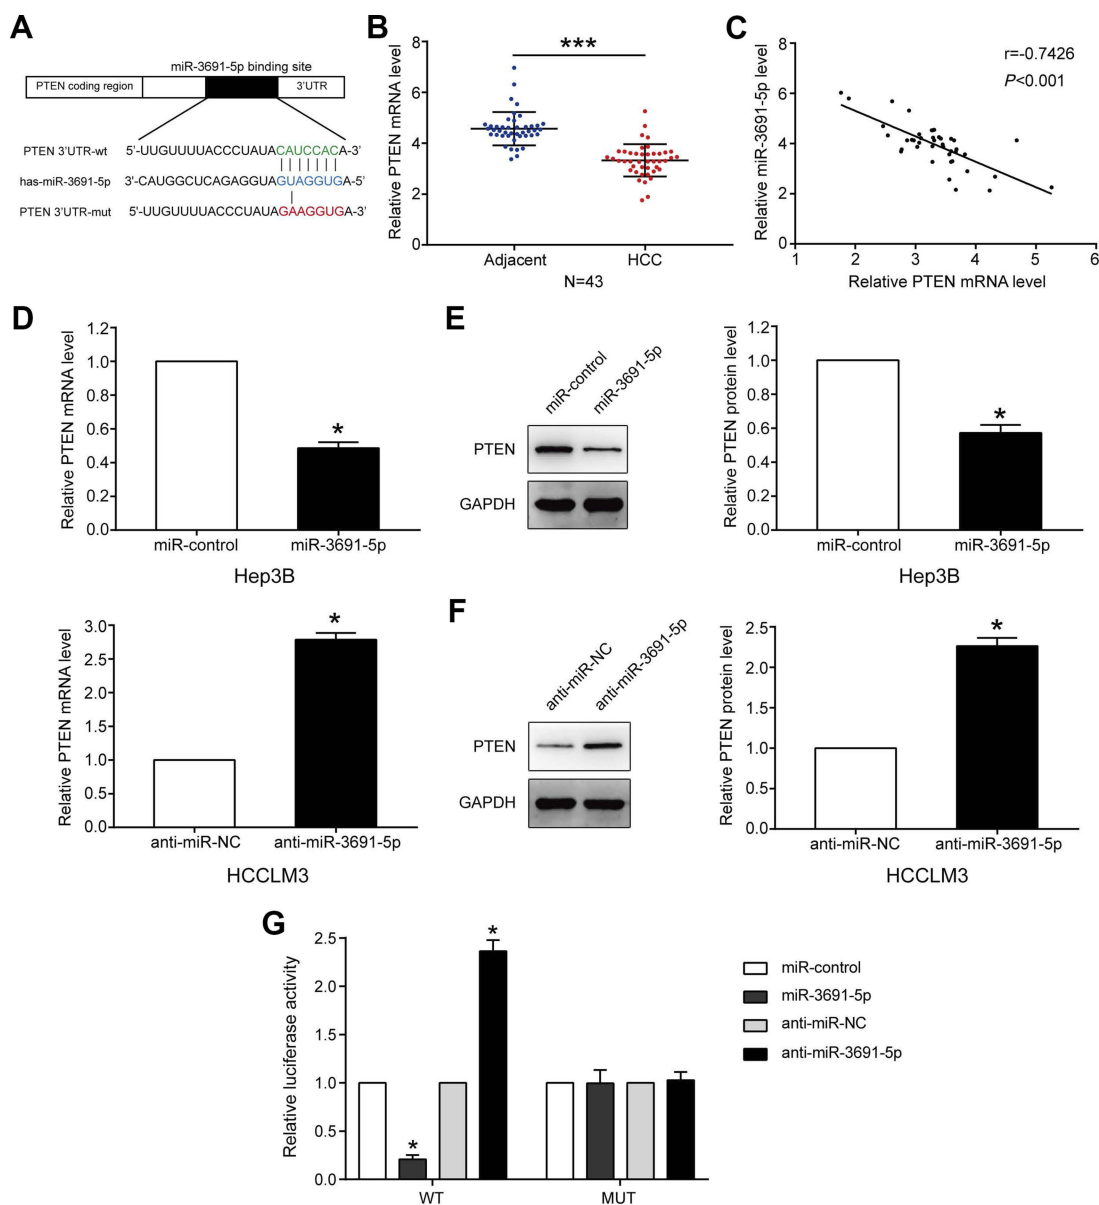 A
miR-3691-5p binding site
PTEN coding region
3'UTR
PTEN 3'UTR-wt
5'-UUGUUUUACCCUAUACAUCCACA-3'
has-miR-3691-5p
3'-CAUGGCUCAGAGGUAGUAGGUGA-5'
PTEN 3'UTR-mut
5'-UUGUUUUACCCUAUAGAAGGUGA-3'
B
Relative PTEN mRNA level
8
6
4
2
0
***
Adjacent
HCC
N=43
C
Relative miR-3691-5p level
8
6
4
2
0
r=-0.7426
P<0.001
1
2
3
4
5
6
Relative PTEN mRNA level
D
Relative PTEN mRNA level
1.2
1.0
0.8
0.6
0.4
0.2
0.0
*
miR-control
miR-3691-5p
Hep3B
Relative PTEN mRNA level
3.0
2.5
2.0
1.5
1.0
0.5
0.0
*
anti-miR-NC
anti-miR-3691-5p
HCCLM3
E
miR-control
miR-3691-5p
PTEN
GAPDH
Relative PTEN protein level
1.2
1.0
0.8
0.6
0.4
0.2
0.0
*
miR-control
miR-3691-5p
Hep3B
F
anti-miR-NC
anti-miR-3691-5p
PTEN
GAPDH
Relative PTEN protein level
2.5
2.0
1.5
1.0
0.5
0.0
*
anti-miR-NC
anti-miR-3691-5p
HCCLM3
G
Relative luciferase activity
2.5
2.0
1.5
1.0
0.5
0.0
*
*
WT
MUT
miR-control
miR-3691-5p
anti-miR-NC
anti-miR-3691-5p